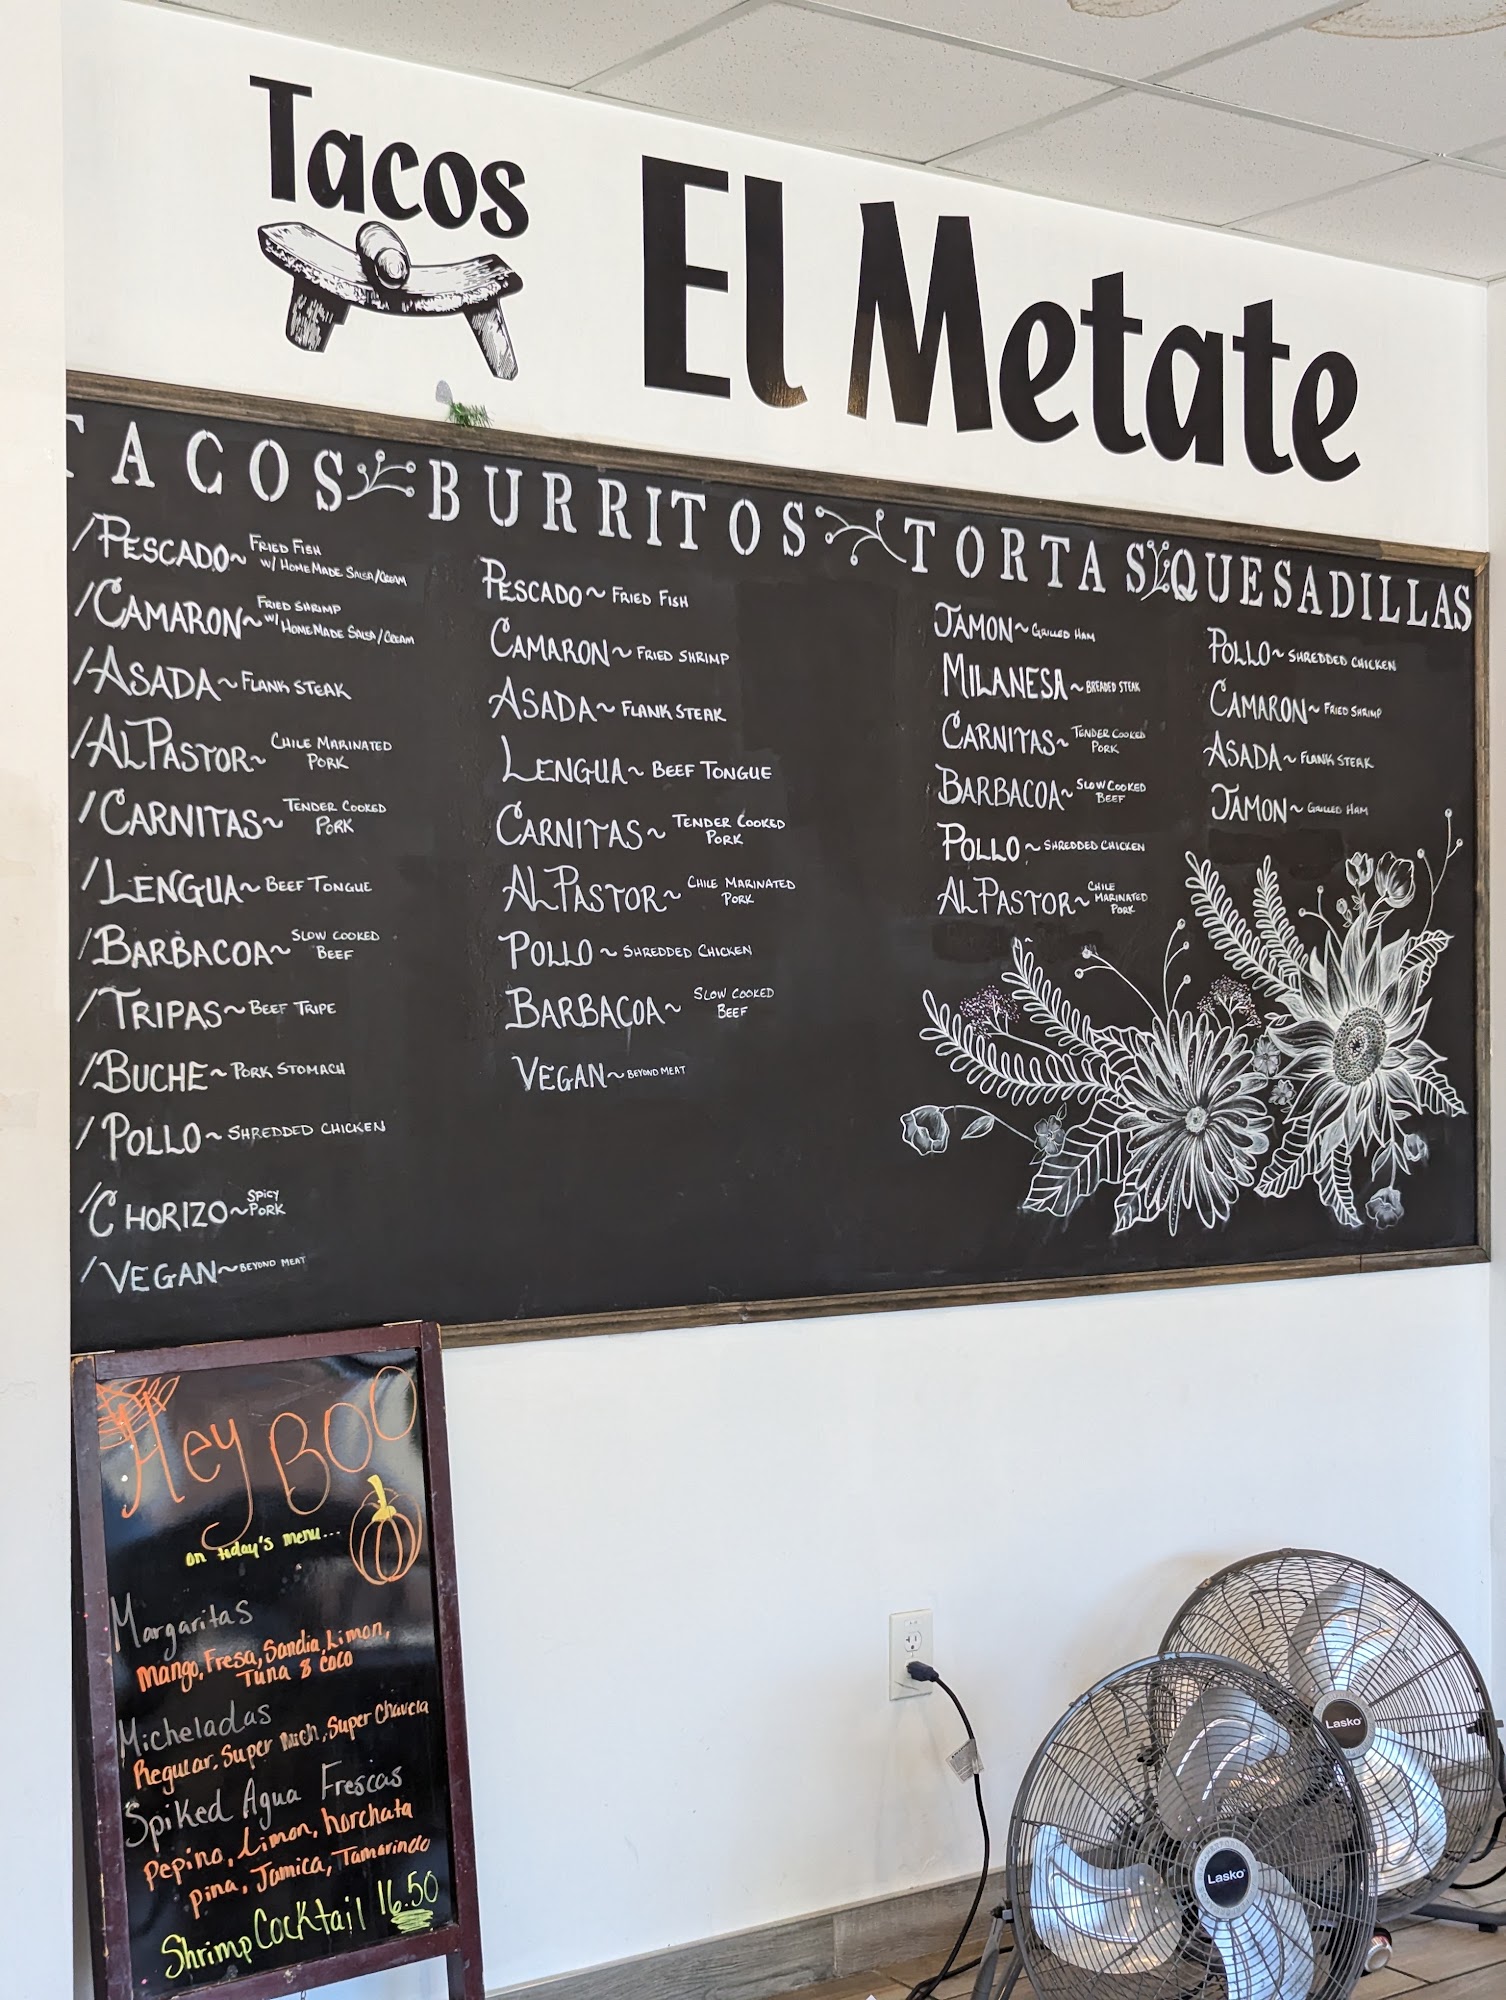 Tacos
El Metate
TACOS
/PESCADO~ FRIED FISH
W/ HOMEMADE SALSA/CREAM
/CAMARON~ FRIED SHRIMP
W/ HOMEMADE SALSA/CREAM
/ASADA~ FLANK STEAK
/AL PASTOR~ CHILE MARINATED
PORK
/CARNITAS~ TENDER COOKED
PORK
/LENGUA~ BEEF TONGUE
/BARBACOA~ SLOW COOKED
BEEF
/TRIPAS~ BEEF TRIPE
/BUCHE~ PORK STOMACH
/POLLO~ SHREDDED CHICKEN
/CHORIZO~ SPICY
PORK
/VEGAN~ BEYOND MEAT
BURRITOS
PESCADO~ FRIED FISH
CAMARON~ FRIED SHRIMP
ASADA~ FLANK STEAK
LENGUA~ BEEF TONGUE
CARNITAS~ TENDER COOKED
PORK
AL PASTOR~ CHILE MARINATED
PORK
POLLO~ SHREDDED CHICKEN
BARBACOA~ SLOW COOKED
BEEF
VEGAN~ BEYOND MEAT
TORTAS
JAMON~ GRILLED HAM
MILANESA~ BREADED STEAK
CARNITAS~ TENDER COOKED
PORK
BARBACOA~ SLOW COOKED
BEEF
POLLO~ SHREDDED CHICKEN
AL PASTOR~ CHILE
MARINATED
PORK
QUESADILLAS
POLLO~ SHREDDED CHICKEN
CAMARON~ FRIED SHRIMP
ASADA~ FLANK STEAK
JAMON~ GRILLED HAM
Hey BOO
on today's menu...
Margaritas
Mango, Fresa, Sandia, Limon,
Tuna & Coco
Micheladas
Regular, Super Mich, Super Chavela
Spiked Agua Frescas
Pepino, Limon, horchata
pina, Jamica, Tamarindo
Shrimp Cocktail 16.50
Lasko
Lasko